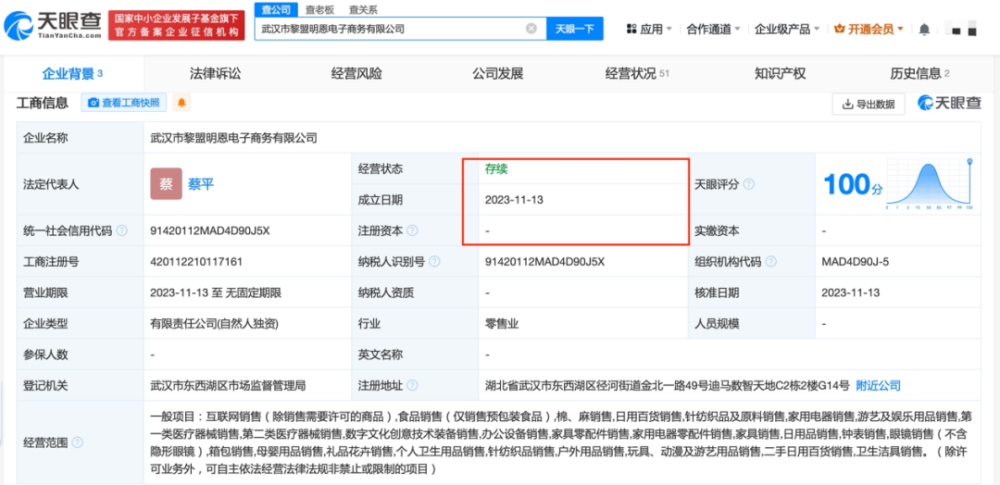 天眼查
TianYanCha.com
国家中小企业发展子基金旗下
官方备案企业征信机构
查公司 查老板 查关系
武汉市黎盟明恩电子商务有限公司
天眼一下
应用 合作通道 企业级产品 开通会员
企业背景 3 法律诉讼 经营风险 公司发展 经营状况 51 知识产权 历史信息 2
工商信息 查看工商快照 导出数据 天眼查
企业名称 武汉市黎盟明恩电子商务有限公司
法定代表人 蔡 蔡平 经营状态 存续 天眼评分 100分
成立日期 2023-11-13
统一社会信用代码 91420112MAD4D90J5X 注册资本 - 实缴资本 -
工商注册号 420112210117161 纳税人识别号 91420112MAD4D90J5X 组织机构代码 MAD4D90J-5
营业期限 2023-11-13 至 无固定期限 纳税人资质 - 核准日期 2023-11-13
企业类型 有限责任公司(自然人独资) 行业 零售业 人员规模 -
参保人数 - 英文名称 -
登记机关 武汉市东西湖区市场监督管理局 注册地址 湖北省武汉市东西湖区径河街道金北一路49号迪马数智天地C2栋2楼G14号 附近公司
经营范围 一般项目：互联网销售（除销售需要许可的商品）,食品销售（仅销售预包装食品）,棉、麻销售,日用百货销售,针纺织品及原料销售,家用电器销售,游艺及娱乐用品销售,第
一类医疗器械销售,第二类医疗器械销售,数字文化创意技术装备销售,办公设备销售,家具零配件销售,家用电器零配件销售,家具销售,日用品销售,钟表销售,眼镜销售（不含
隐形眼镜）,箱包销售,母婴用品销售,礼品花卉销售,个人卫生用品销售,针纺织品销售,户外用品销售,玩具、动漫及游艺用品销售,二手日用百货销售,卫生洁具销售。（除许
可业务外，可自主依法经营法律法规非禁止或限制的项目）